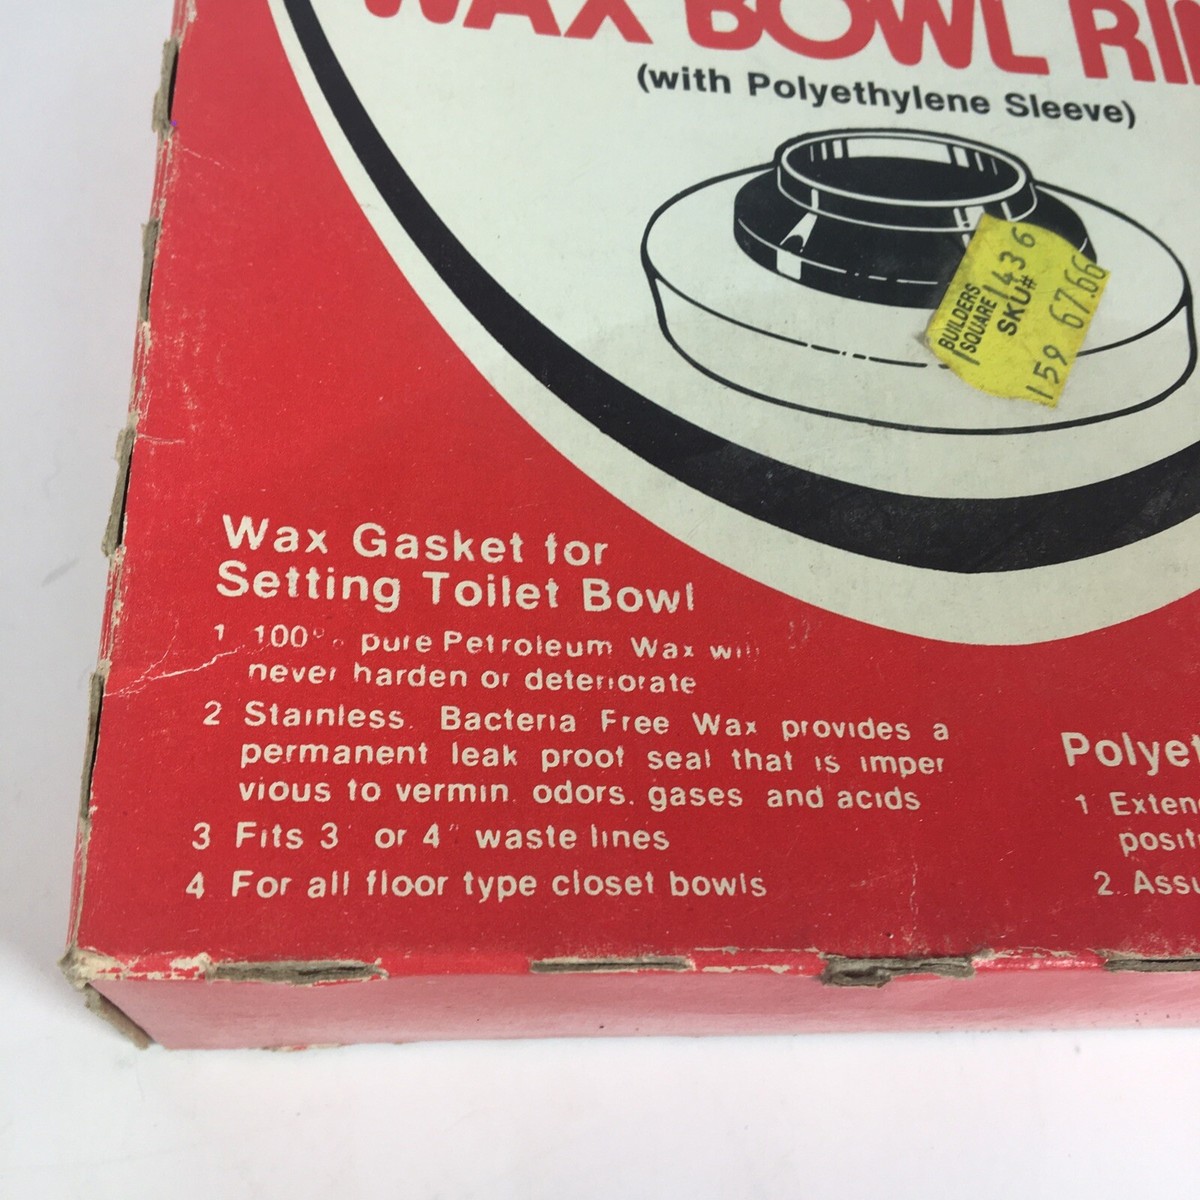 WAX BOWL RIN
(with Polyethylene Sleeve)
BUILDERS
SQUARE 1436
SKU#
159 6766
Wax Gasket for
Setting Toilet Bowl
1 100% pure Petroleum Wax will
never harden or deteriorate
2 Stainless. Bacteria Free Wax provides a
permanent leak proof seal that is imper
vious to vermin odors. gases and acids
3 Fits 3' or 4" waste lines
4 For all floor type closet bowls
Polyet
1 Exten
posit
2. Assu